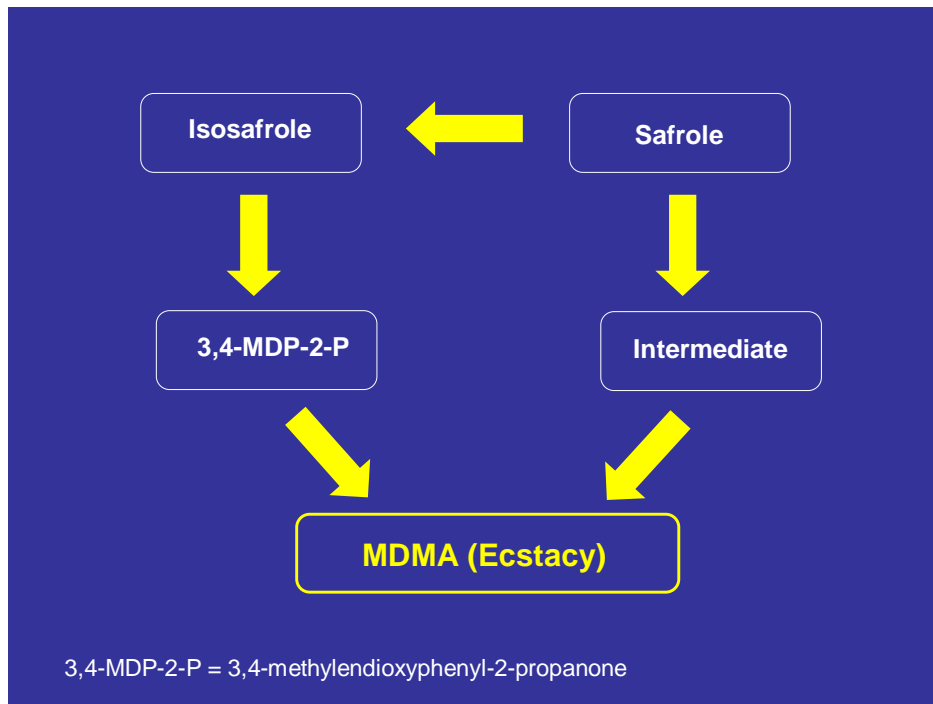 Isosafrole
Safrole
3,4-MDP-2-P
Intermediate
MDMA (Ecstacy)
3,4-MDP-2-P = 3,4-methylendioxyphenyl-2-propanone